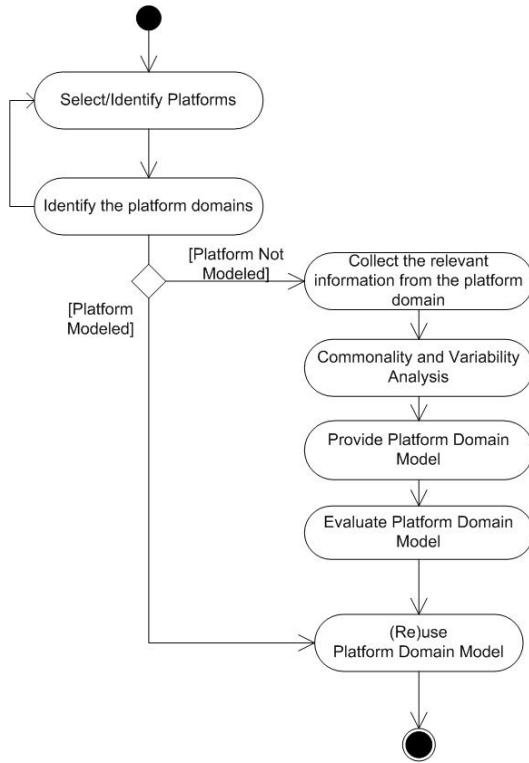 Select/Identify Platforms
Identify the platform domains
[Platform Not
Modeled]
[Platform
Modeled]
Collect the relevant
information from the platform
domain
Commonality and Variability
Analysis
Provide Platform Domain
Model
Evaluate Platform Domain
Model
(Re)use
Platform Domain Model